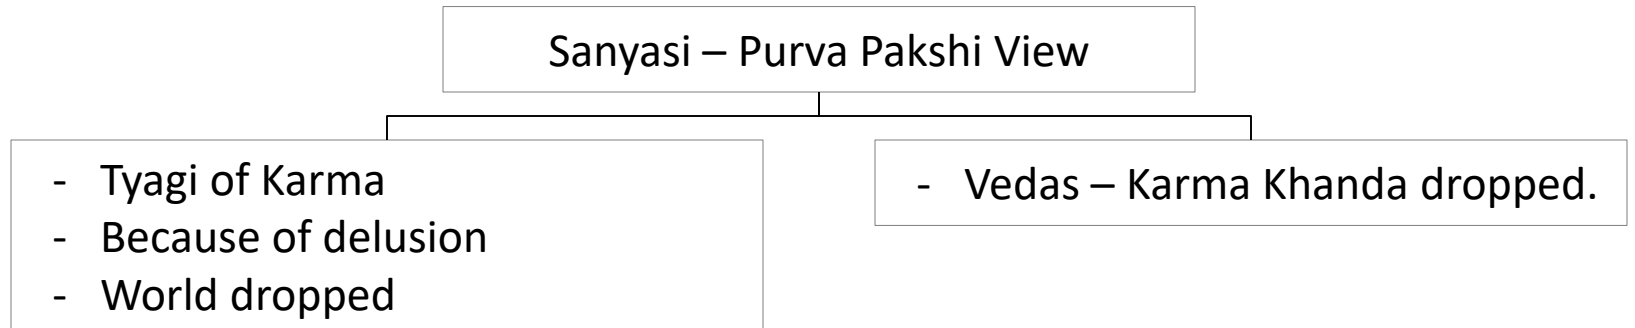 Sanyasi – Purva Pakshi View
- Tyagi of Karma
- Because of delusion
- World dropped
- Vedas – Karma Khanda dropped.